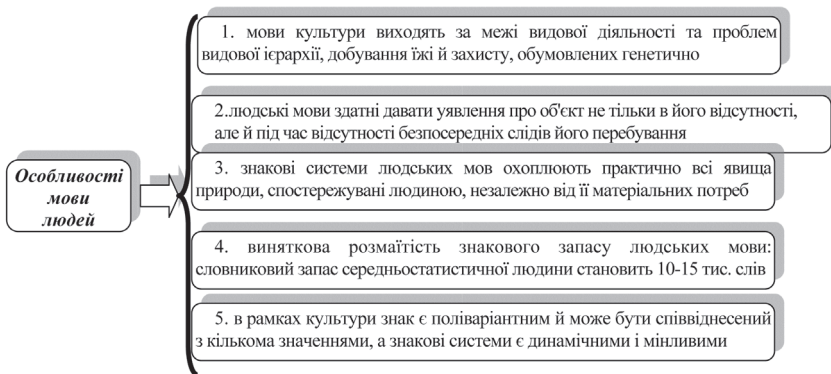 Особливості
мови
людей
1. мови культури виходять за межі видової діяльності та проблем
видової ієрархії, добування їжі й захисту, обумовлених генетично
2.людські мови здатні давати уявлення про об'єкт не тільки в його відсутності,
але й під час відсутності безпосередніх слідів його перебування
3. знакові системи людських мов охоплюють практично всі явища
природи, спостережувані людиною, незалежно від її матеріальних потреб
4. виняткова розмаїтість знакового запасу людських мови:
словниковий запас середньостатистичної людини становить 10-15 тис. слів
5. в рамках культури знак є поліваріантним й може бути співвіднесений
з кількома значеннями, а знакові системи є динамічними і мінливими